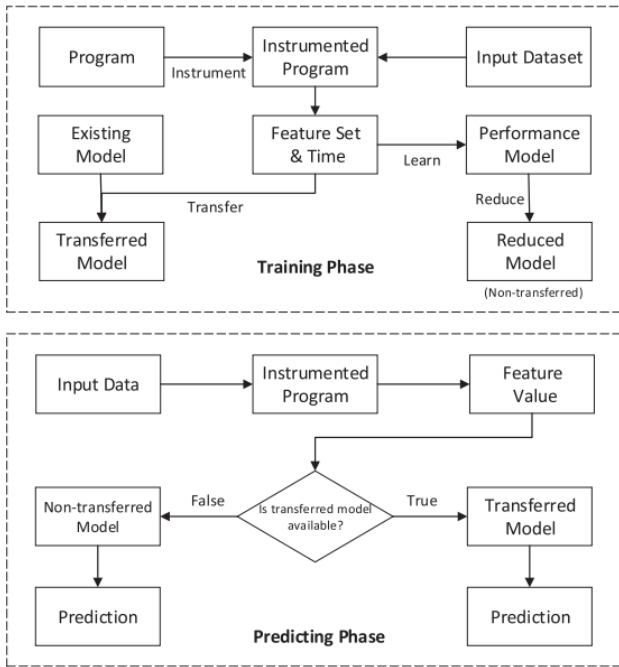 Program
Instrument
Instrumented
Program
Input Dataset
Existing
Model
Feature Set
& Time
Learn
Performance
Model
Transfer
Reduce
Transferred
Model
Training Phase
Reduced
Model
(Non-transferred)
Input Data
Instrumented
Program
Feature
Value
False
Is transferred model
available?
True
Non-transferred
Model
Transferred
Model
Prediction
Prediction
Predicting Phase